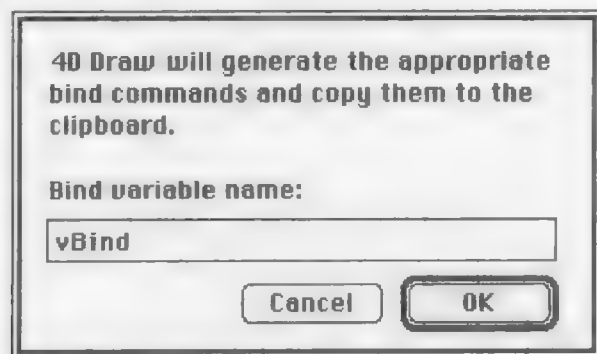 4D Draw will generate the appropriate
bind commands and copy them to the
clipboard.
Bind variable name:
vBind
Cancel
OK